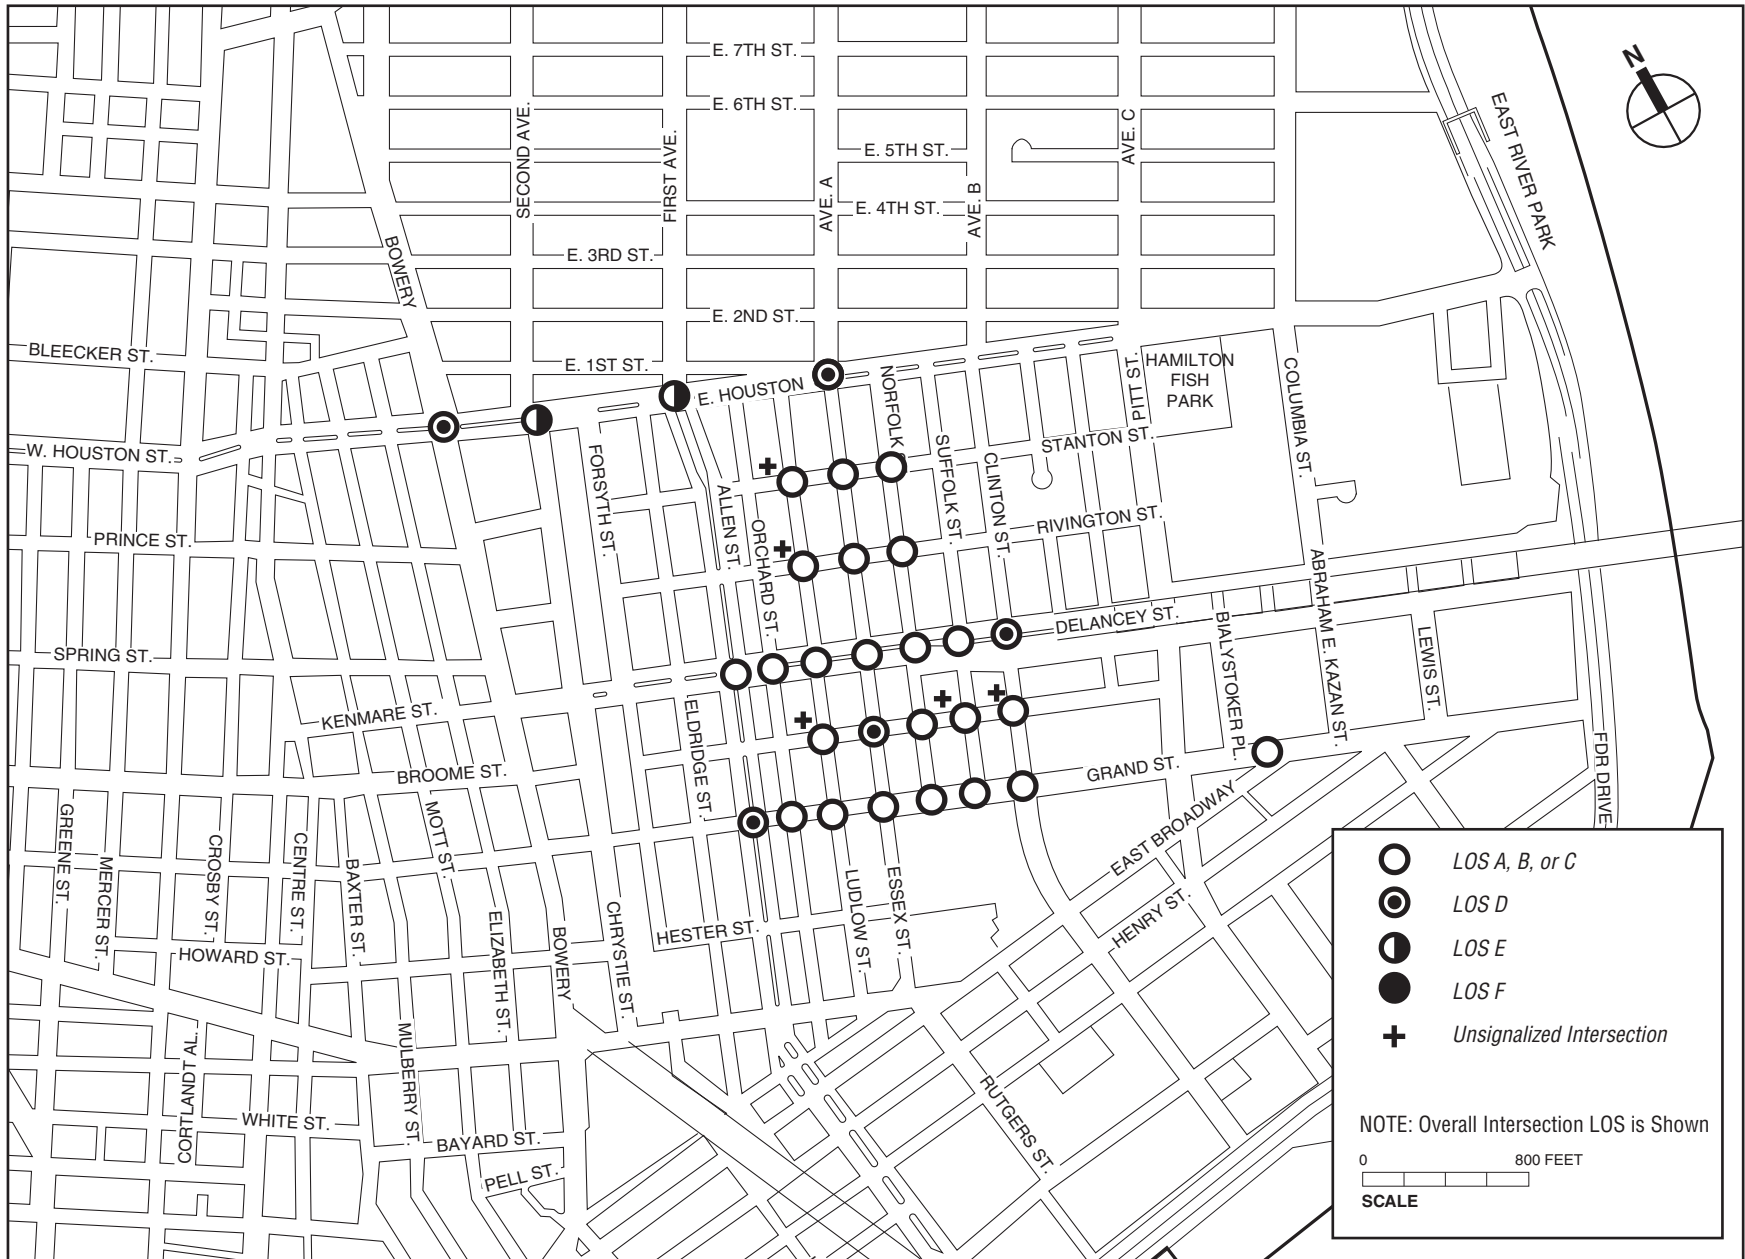 E. 7TH ST.
E. 6TH ST.
E. 5TH ST.
E. 4TH ST.
E. 3RD ST.
E. 2ND ST.
E. 1ST ST.
SECOND AVE.
FIRST AVE.
AVE. A
AVE. B
AVE. C
N
EAST RIVER PARK
BOWERY
BLEECKER ST.
W. HOUSTON ST.
E. HOUSTON
NORFOLK
PITT ST.
HAMILTON
FISH
PARK
COLUMBIA ST.
STANTON ST.
SUFFOLK ST.
CLINTON ST.
FORSYTH ST.
ALLEN ST.
ORCHARD ST.
RIVINGTON ST.
PRINCE ST.
SPRING ST.
DELANCEY ST.
BIALYSTOKER PL.
ABRAHAM E. KAZAN ST.
LEWIS ST.
KENMARE ST.
ELDRIDGE ST.
BROOME ST.
GRAND ST.
FDR DRIVE
GREENE ST.
MERCER ST.
CROSBY ST.
CENTRE ST.
BAXTER ST.
MOTT ST.
ELIZABETH ST.
BOWERY
CHRYSTIE ST.
HESTER ST.
LUDLOW ST.
ESSEX ST.
EAST BROADWAY
HENRY ST.
HOWARD ST.
CORTLANDT AL.
MULBERRY ST.
WHITE ST.
BAYARD ST.
PELL ST.
RUTGERS ST.
LOS A, B, or C
LOS D
LOS E
LOS F
Unsignalized Intersection
NOTE: Overall Intersection LOS is Shown
0 800 FEET
SCALE